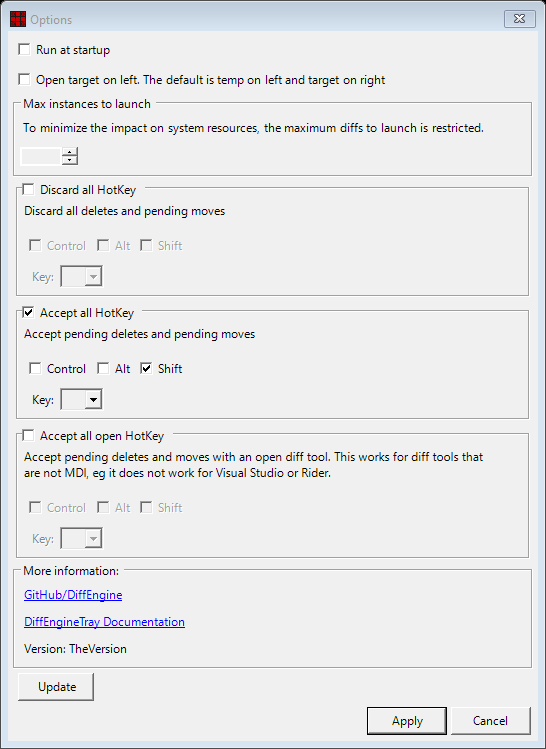 Options
Run at startup
Open target on left. The default is temp on left and target on right
Max instances to launch
To minimize the impact on system resources, the maximum diffs to launch is restricted.
Discard all HotKey
Discard all deletes and pending moves
Control Alt Shift
Key:
Accept all HotKey
Accept pending deletes and pending moves
Control Alt Shift
Key:
Accept all open HotKey
Accept pending deletes and moves with an open diff tool. This works for diff tools that
are not MDI, eg it does not work for Visual Studio or Rider.
Control Alt Shift
Key:
More information:
GitHub/DiffEngine
DiffEngineTray Documentation
Version: TheVersion
Update
Apply Cancel